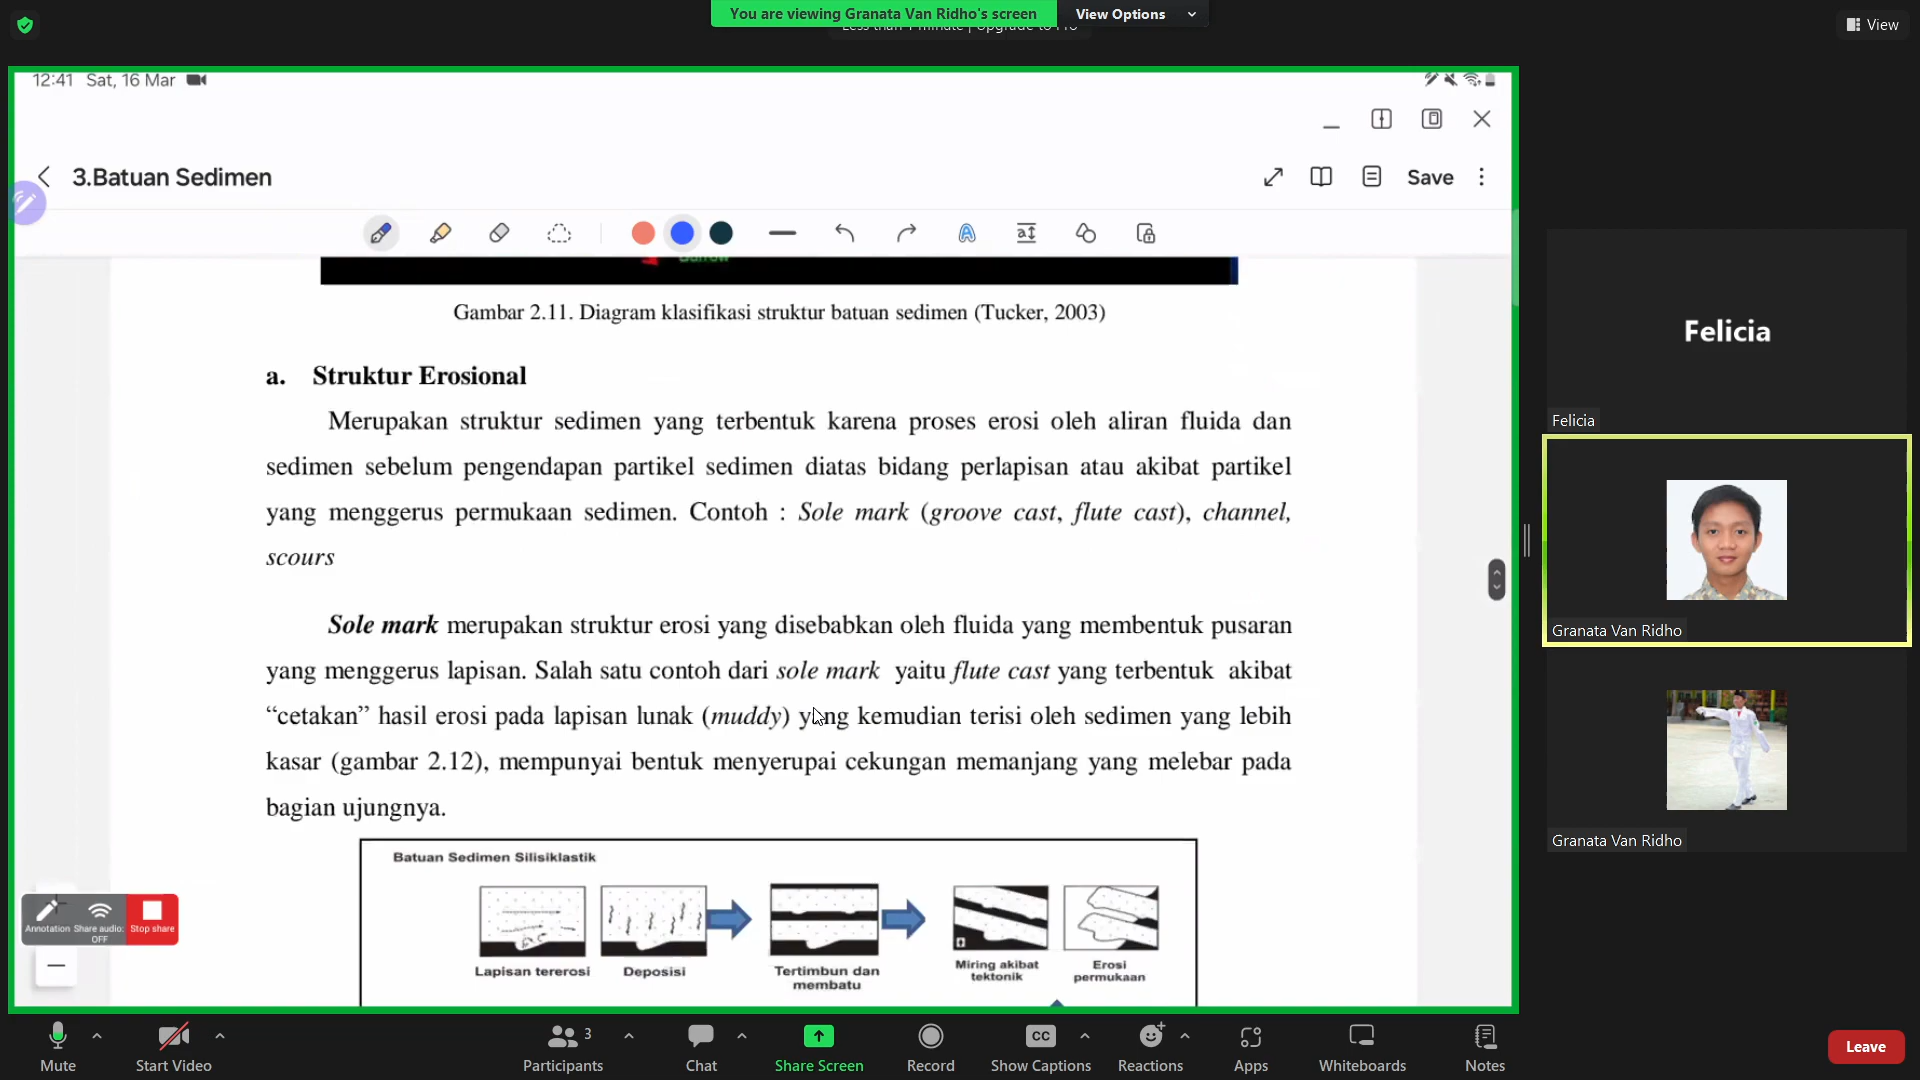 You are viewing Granata Van Ridho's screen
View Options
View
12:41 Sat, 16 Mar
3.Batuan Sedimen
Save
Gambar 2.11. Diagram klasifikasi struktur batuan sedimen (Tucker, 2003)
a. Struktur Erosional
Merupakan struktur sedimen yang terbentuk karena proses erosi oleh aliran fluida dan
sedimen sebelum pengendapan partikel sedimen diatas bidang perlapisan atau akibat partikel
yang menggerus permukaan sedimen. Contoh : Sole mark (groove cast, flute cast), channel,
scours
Sole mark merupakan struktur erosi yang disebabkan oleh fluida yang membentuk pusaran
yang menggerus lapisan. Salah satu contoh dari sole mark yaitu flute cast yang terbentuk akibat
“cetakan” hasil erosi pada lapisan lunak (muddy) yang kemudian terisi oleh sedimen yang lebih
kasar (gambar 2.12), mempunyai bentuk menyerupai cekungan memanjang yang melebar pada
bagian ujungnya.
Batuan Sedimen Silisiklastik
Lapisan tererosi
Deposisi
Tertimbun dan
membatu
Miring akibat
tektonik
Erosi
permukaan
Annotation
Share audio:
OFF
Stop share
Felicia
Felicia
Granata Van Ridho
Granata Van Ridho
Mute
Start Video
Participants
3
Chat
Share Screen
Record
CC
Show Captions
Reactions
Apps
Whiteboards
Notes
Leave